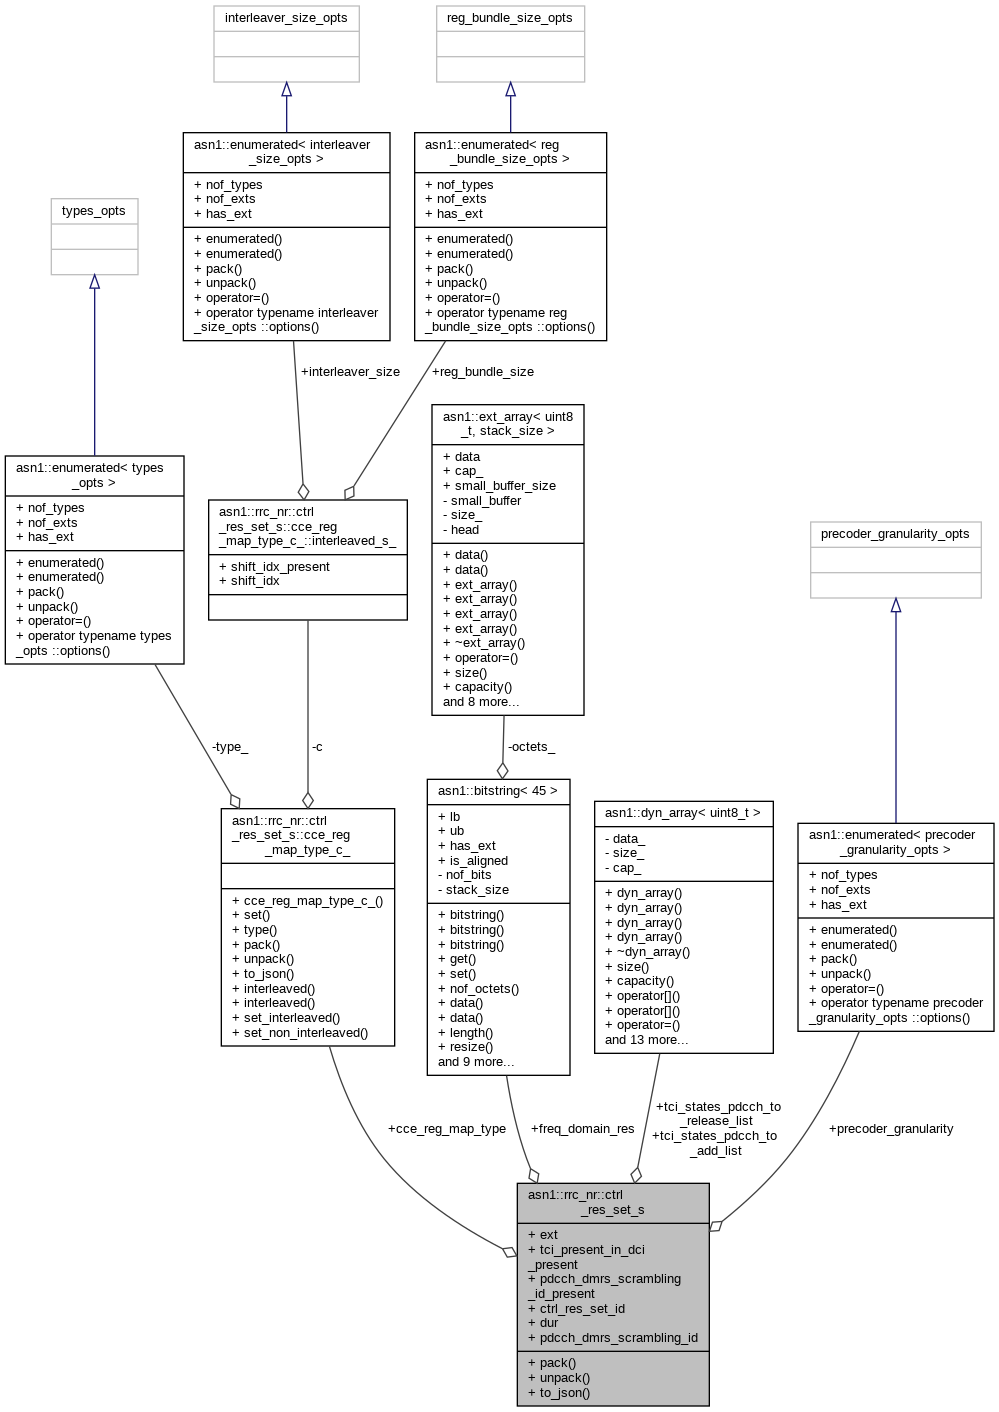 interleaver_size_opts
reg_bundle_size_opts
asn1::enumerated< interleaver
_size_opts >
+ nof_types
+ nof_exts
+ has_ext
+ enumerated()
+ enumerated()
+ pack()
+ unpack()
+ operator=()
+ operator typename interleaver
_size_opts ::options()
asn1::enumerated< reg
_bundle_size_opts >
+ nof_types
+ nof_exts
+ has_ext
+ enumerated()
+ enumerated()
+ pack()
+ unpack()
+ operator=()
+ operator typename reg
_bundle_size_opts ::options()
types_opts
+interleaver_size
+reg_bundle_size
asn1::enumerated< types
_opts >
+ nof_types
+ nof_exts
+ has_ext
+ enumerated()
+ enumerated()
+ pack()
+ unpack()
+ operator=()
+ operator typename types
_opts ::options()
asn1::rrc_nr::ctrl
_res_set_s::cce_reg
_map_type_c_::interleaved_s_
+ shift_idx_present
+ shift_idx
asn1::ext_array< uint8
_t, stack_size >
+ data
+ cap_
+ small_buffer_size
- small_buffer
- size_
- head
+ data()
+ data()
+ ext_array()
+ ext_array()
+ ext_array()
+ ext_array()
+ ~ext_array()
+ operator=()
+ size()
+ capacity()
and 8 more...
precoder_granularity_opts
-type_
-c
-octets_
asn1::rrc_nr::ctrl
_res_set_s::cce_reg
_map_type_c_
+ cce_reg_map_type_c_()
+ set()
+ type()
+ pack()
+ unpack()
+ to_json()
+ interleaved()
+ interleaved()
+ set_interleaved()
+ set_non_interleaved()
asn1::bitstring< 45 >
+ lb
+ ub
+ has_ext
+ is_aligned
- nof_bits
- stack_size
+ bitstring()
+ bitstring()
+ bitstring()
+ get()
+ set()
+ nof_octets()
+ data()
+ data()
+ length()
+ resize()
and 9 more...
asn1::dyn_array< uint8_t >
- data_
- size_
- cap_
+ dyn_array()
+ dyn_array()
+ dyn_array()
+ dyn_array()
+ ~dyn_array()
+ size()
+ capacity()
+ operator[]()
+ operator[]()
+ operator=()
and 13 more...
asn1::enumerated< precoder
_granularity_opts >
+ nof_types
+ nof_exts
+ has_ext
+ enumerated()
+ enumerated()
+ pack()
+ unpack()
+ operator=()
+ operator typename precoder
_granularity_opts ::options()
+cce_reg_map_type
+freq_domain_res
+tci_states_pdcch_to
_release_list
+tci_states_pdcch_to
_add_list
+precoder_granularity
asn1::rrc_nr::ctrl
_res_set_s
+ ext
+ tci_present_in_dci
_present
+ pdcch_dmrs_scrambling
_id_present
+ ctrl_res_set_id
+ dur
+ pdcch_dmrs_scrambling_id
+ pack()
+ unpack()
+ to_json()